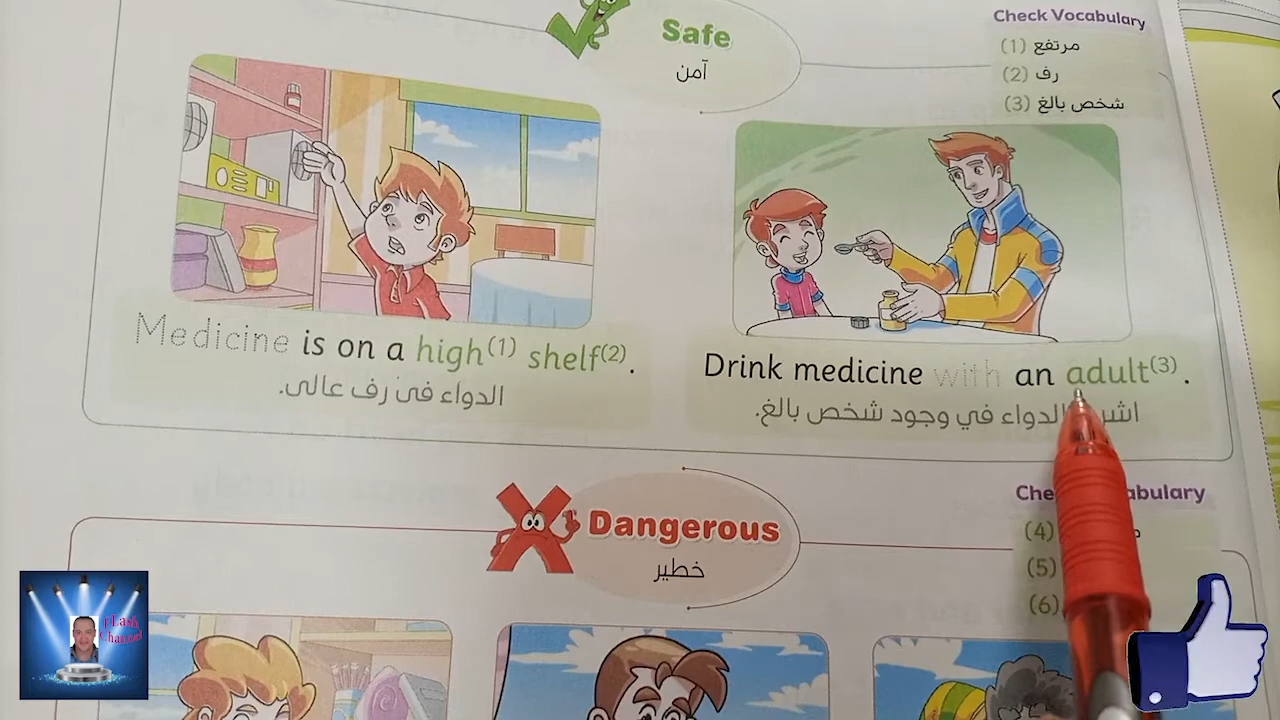 Safe
آمن
Check Vocabulary
(1) مرتفع
(2) رف
(3) شخص بالغ
Medicine is on a high(1) shelf(2).
الدواء فى رف عالى.
Drink medicine with an adult(3).
الدواء في وجود شخص بالغ.
Dangerous
خطير
(4)
(5)
(6)
FLash
Channel